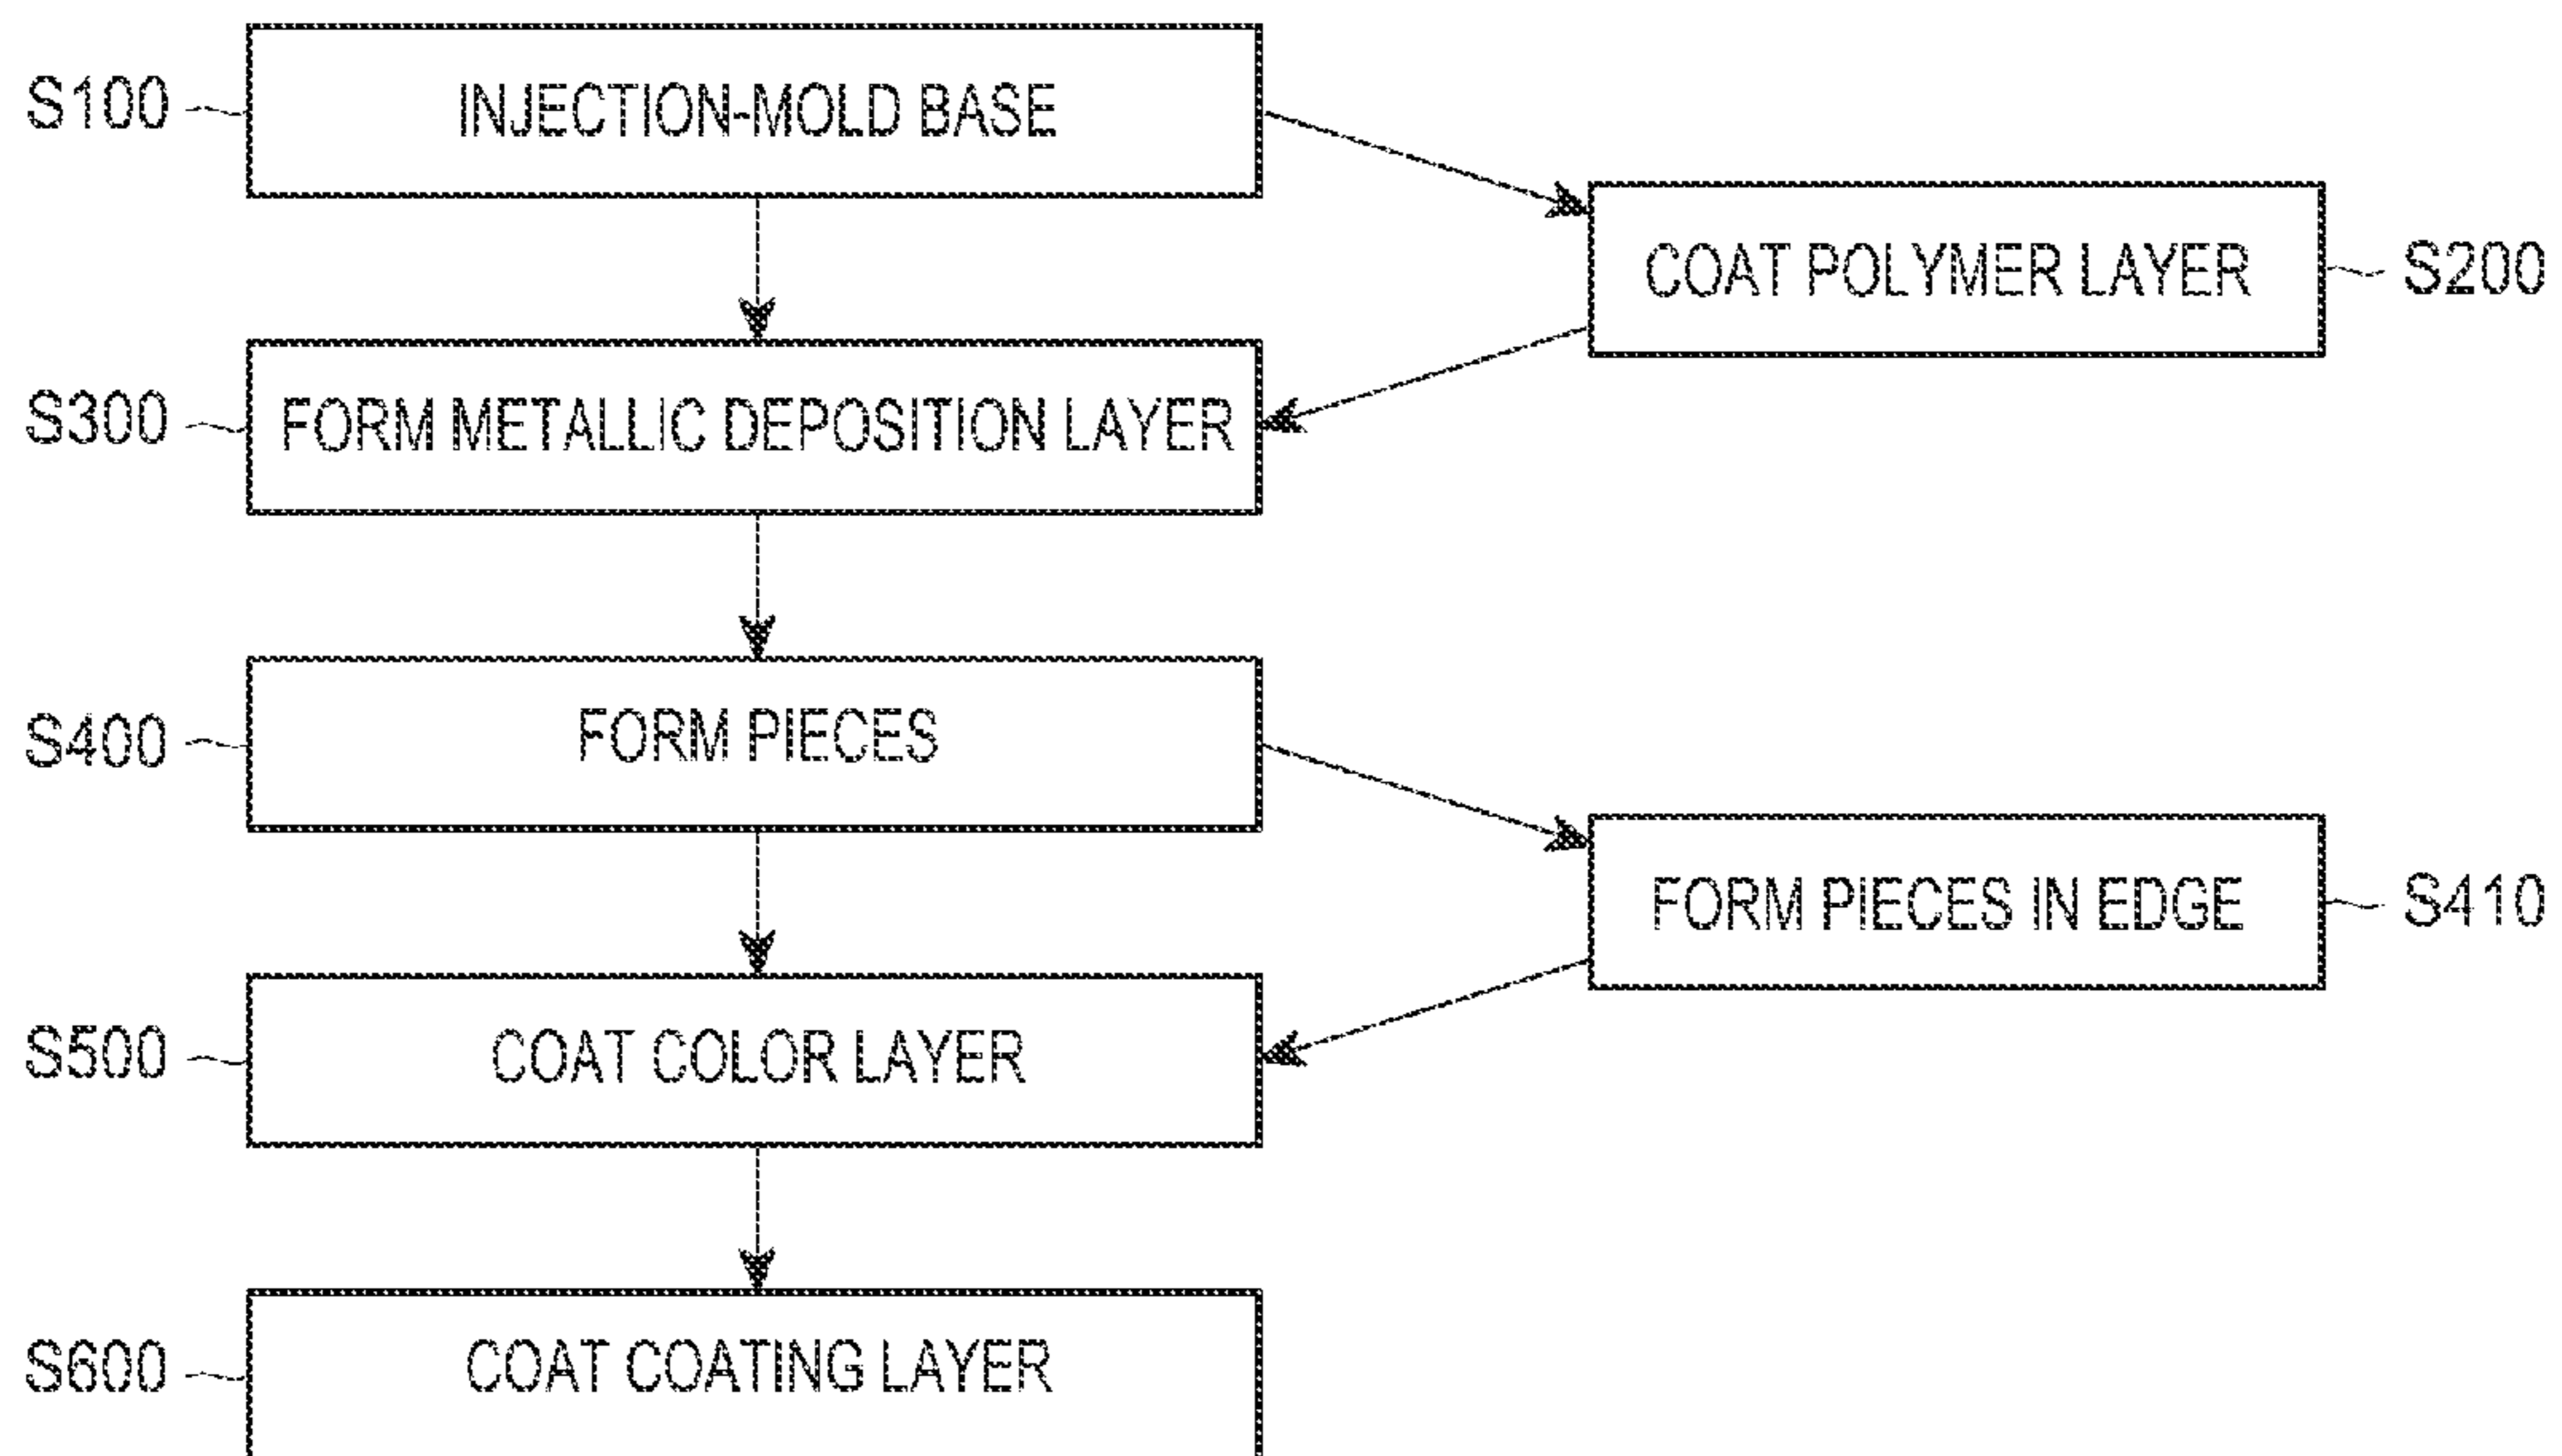 S100
INJECTION-MOLD BASE
COAT POLYMER LAYER
S200
S300
FORM METALLIC DEPOSITION LAYER
S400
FORM PIECES
FORM PIECES IN EDGE
S410
S500
COAT COLOR LAYER
S600
COAT COATING LAYER